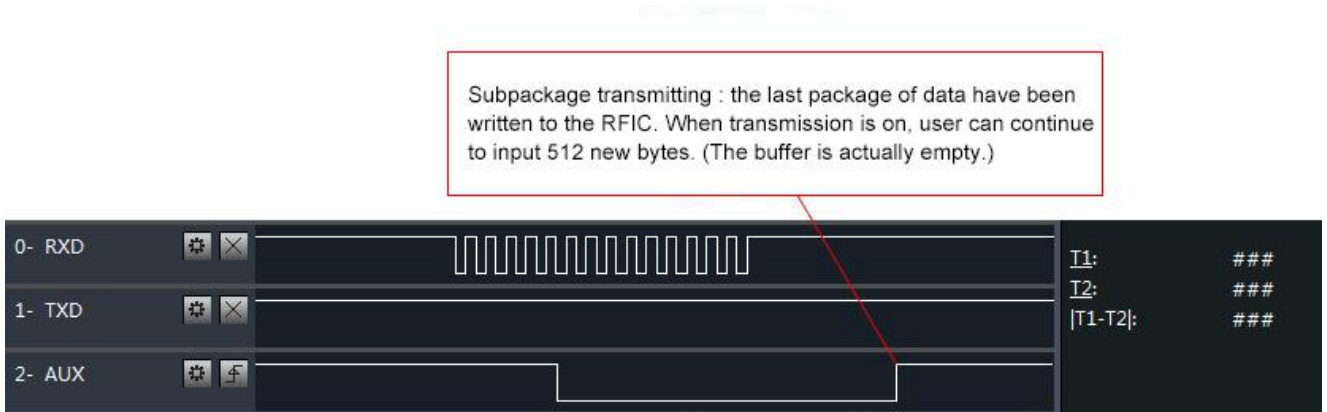 Subpackage transmitting : the last package of data have been
written to the RFIC. When transmission is on, user can continue
to input 512 new bytes. (The buffer is actually empty.)
0- RXD
1- TXD
2- AUX
T1: ###
T2: ###
|T1-T2|: ###